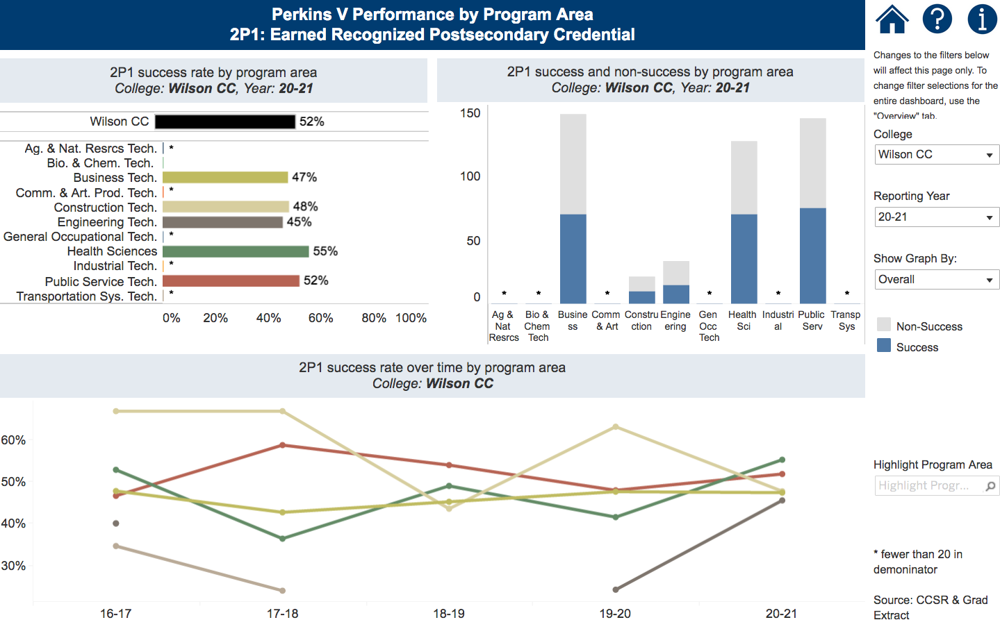 Perkins V Performance by Program Area
2P1: Earned Recognized Postsecondary Credential
2P1 success rate by program area
College: Wilson CC, Year: 20-21
Wilson CC 52%
Ag. & Nat. Resrcs Tech. *
Bio. & Chem. Tech.
Business Tech. 47%
Comm. & Art. Prod. Tech. *
Construction Tech. 48%
Engineering Tech. 45%
General Occupational Tech. *
Health Sciences 55%
Industrial Tech. *
Public Service Tech. 52%
Transportation Sys. Tech. *
0% 20% 40% 60% 80% 100%
2P1 success and non-success by program area
College: Wilson CC, Year: 20-21
150
100
50
0
* * * * * *
Ag & Bio & Busine Comm Constru Engine Gen Health Industri Public Transp
Nat Chem ss & Art ction ering Occ Sci al Serv Sys
Resrcs Tech Tech
2P1 success rate over time by program area
College: Wilson CC
60%
50%
40%
30%
16-17 17-18 18-19 19-20 20-21
?
i
Changes to the filters below
will affect this page only. To
change filter selections for the
entire dashboard, use the
"Overview" tab.
College
Wilson CC
Reporting Year
20-21
Show Graph By:
Overall
Non-Success
Success
Highlight Program Area
Highlight Progr...
* fewer than 20 in
demoninator
Source: CCSR & Grad
Extract